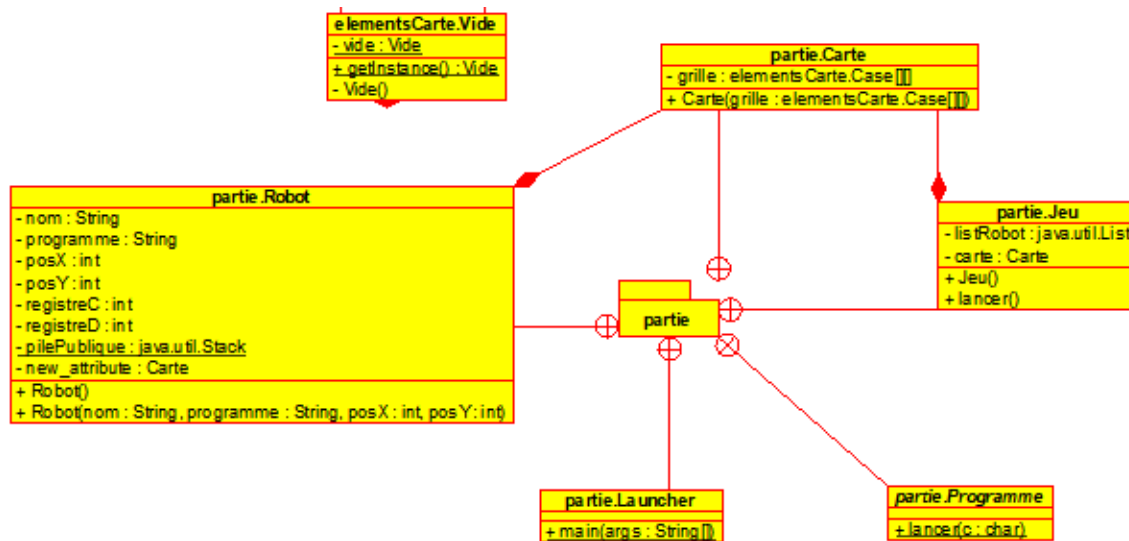 elementsCarte.Vide
- vide : Vide
+ getInstance() : Vide
- Vide()
partie.Carte
- grille : elementsCarte.Case[][]
+ Carte(grille : elementsCarte.Case[][])
partie.Robot
- nom : String
- programme : String
- posX : int
- posY : int
- registreC : int
- registreD : int
- pilePublique : java.util.Stack
- new_attribute : Carte
+ Robot()
+ Robot(nom : String, programme : String, posX : int, posY : int)
partie.Jeu
- listRobot : java.util.List
- carte : Carte
+ Jeu()
+ lancer()
partie
partie.Launcher
+ main(args : String[])
partie.Programme
+ lancer(c : char)